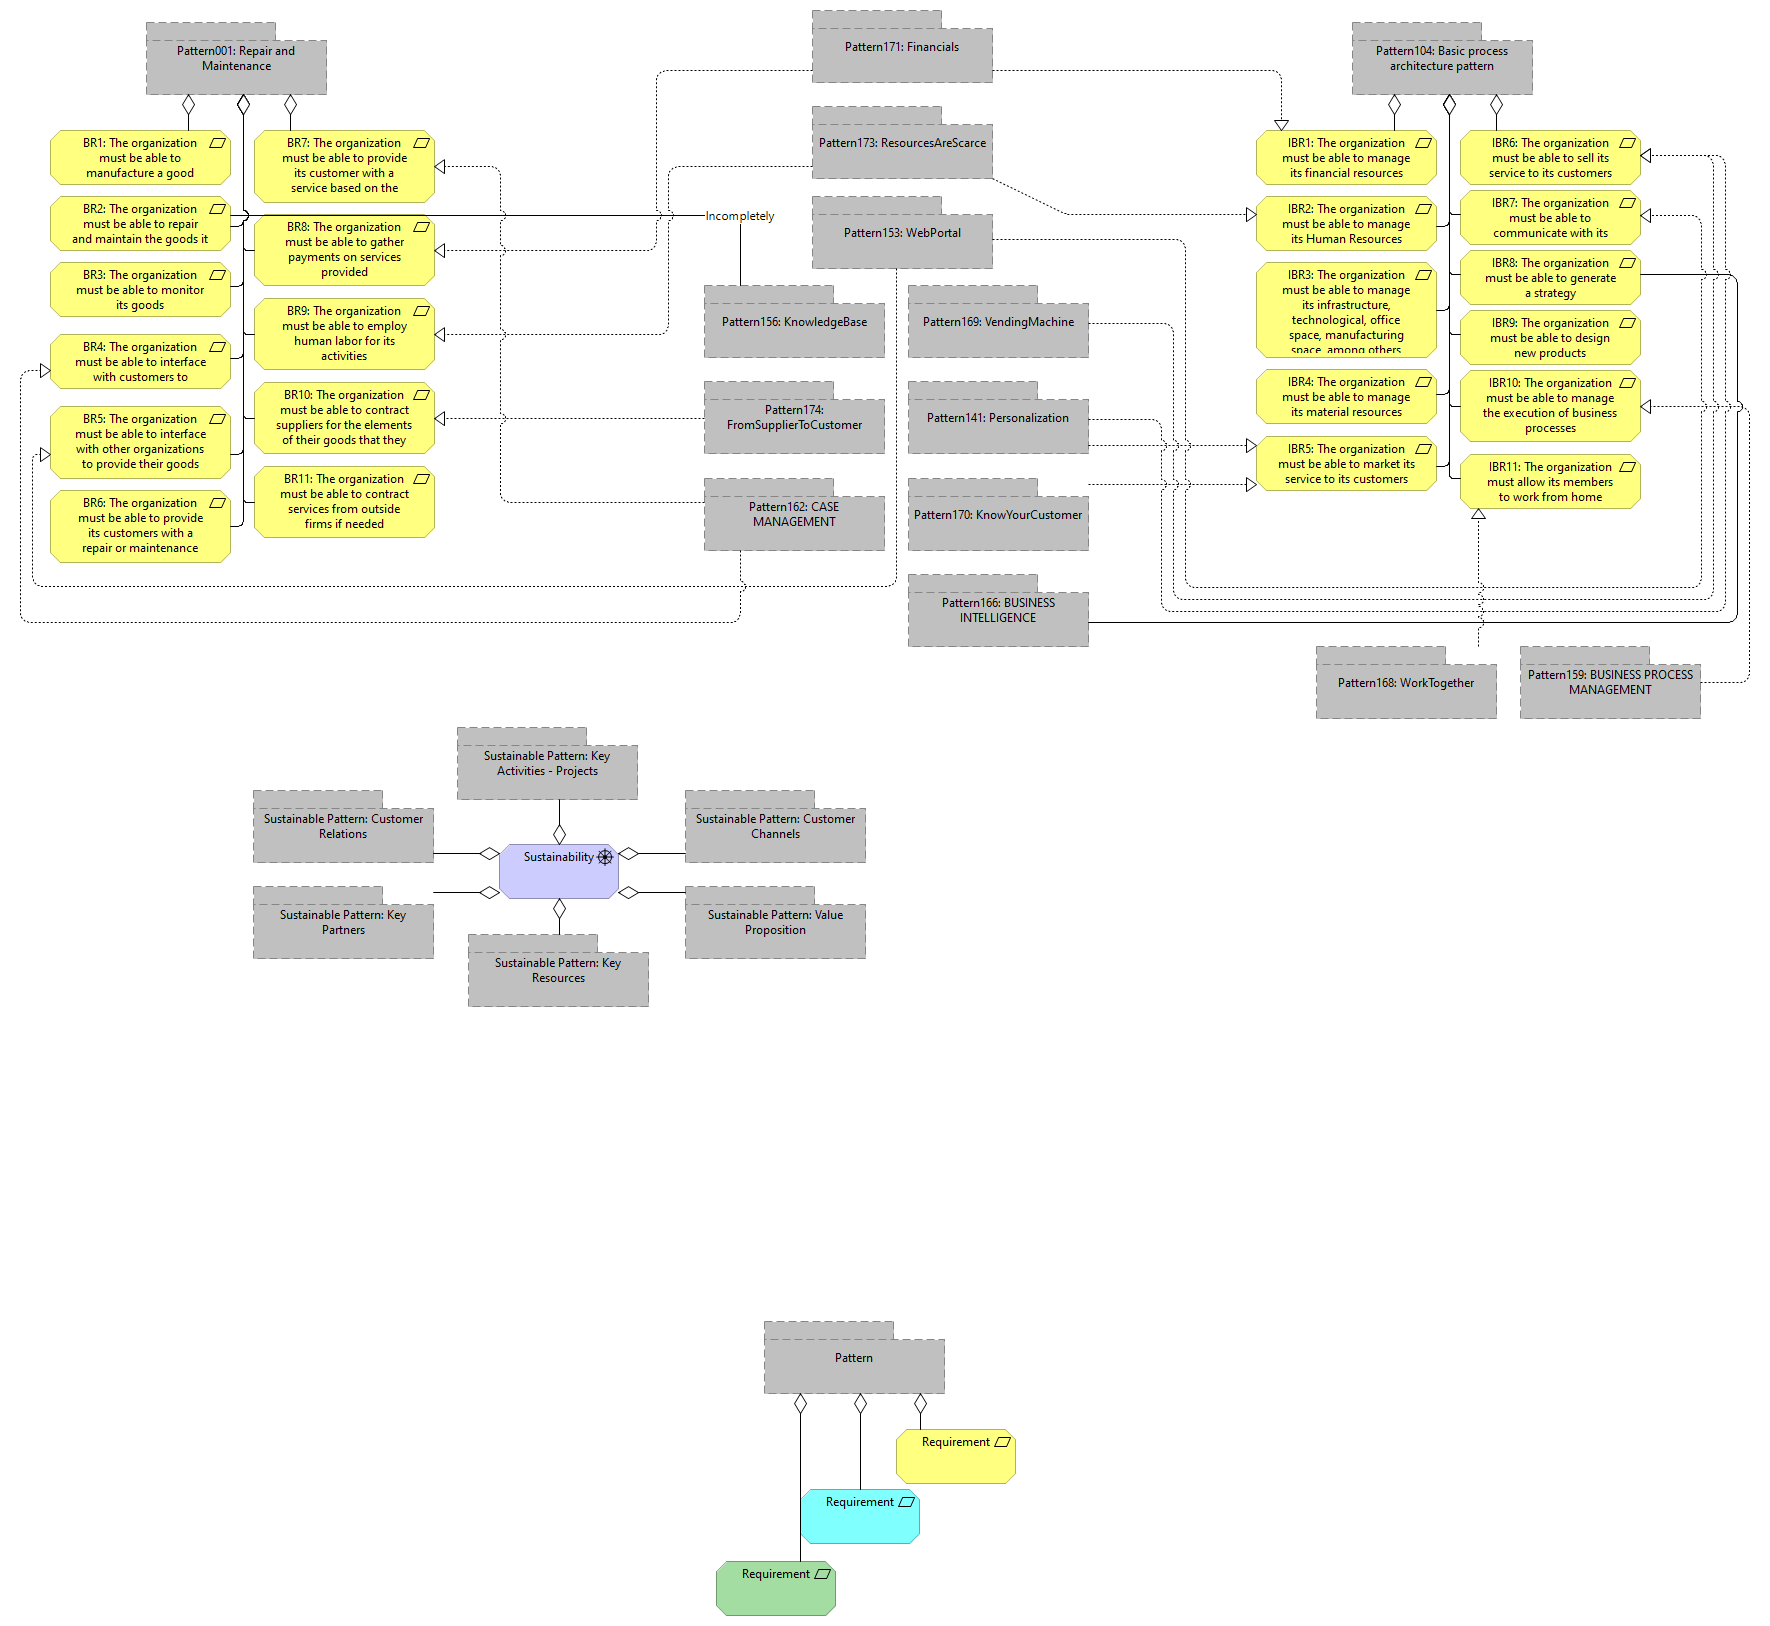 Pattern001: Repair and
Maintenance
Pattern171: Financials
Pattern104: Basic process
architecture pattern
BR1: The organization
must be able to
manufacture a good
BR7: The organization
must be able to provide
its customer with a
service based on the
BR2: The organization
must be able to repair
and maintain the goods it
BR8: The organization
must be able to gather
payments on services
provided
BR3: The organization
must be able to monitor
its goods
BR9: The organization
must be able to employ
human labor for its
activities
BR4: The organization
must be able to interface
with customers to
BR10: The organization
must be able to contract
suppliers for the elements
of their goods that they
BR5: The organization
must be able to interface
with other organizations
to provide their goods
BR11: The organization
must be able to contract
services from outside
firms if needed
BR6: The organization
must be able to provide
its customers with a
repair or maintenance
Pattern173: ResourcesAreScarce
Incompletely
Pattern153: WebPortal
Pattern156: KnowledgeBase
Pattern169: VendingMachine
Pattern174:
FromSupplierToCustomer
Pattern141: Personalization
Pattern162: CASE
MANAGEMENT
Pattern170: KnowYourCustomer
Pattern166: BUSINESS
INTELLIGENCE
IBR1: The organization
must be able to manage
its financial resources
IBR6: The organization
must be able to sell its
service to its customers
IBR2: The organization
must be able to manage
its Human Resources
IBR7: The organization
must be able to
communicate with its
IBR3: The organization
must be able to manage
its infrastructure,
technological, office
space, manufacturing
space, among others
IBR8: The organization
must be able to generate
a strategy
IBR9: The organization
must be able to design
new products
IBR4: The organization
must be able to manage
its material resources
IBR10: The organization
must be able to manage
the execution of business
processes
IBR5: The organization
must be able to market its
service to its customers
IBR11: The organization
must allow its members
to work from home
Pattern168: WorkTogether
Pattern159: BUSINESS PROCESS
MANAGEMENT
Sustainable Pattern: Key
Activities - Projects
Sustainable Pattern: Customer
Relations
Sustainable Pattern: Customer
Channels
Sustainability
Sustainable Pattern: Key
Partners
Sustainable Pattern: Value
Proposition
Sustainable Pattern: Key
Resources
Pattern
Requirement
Requirement
Requirement